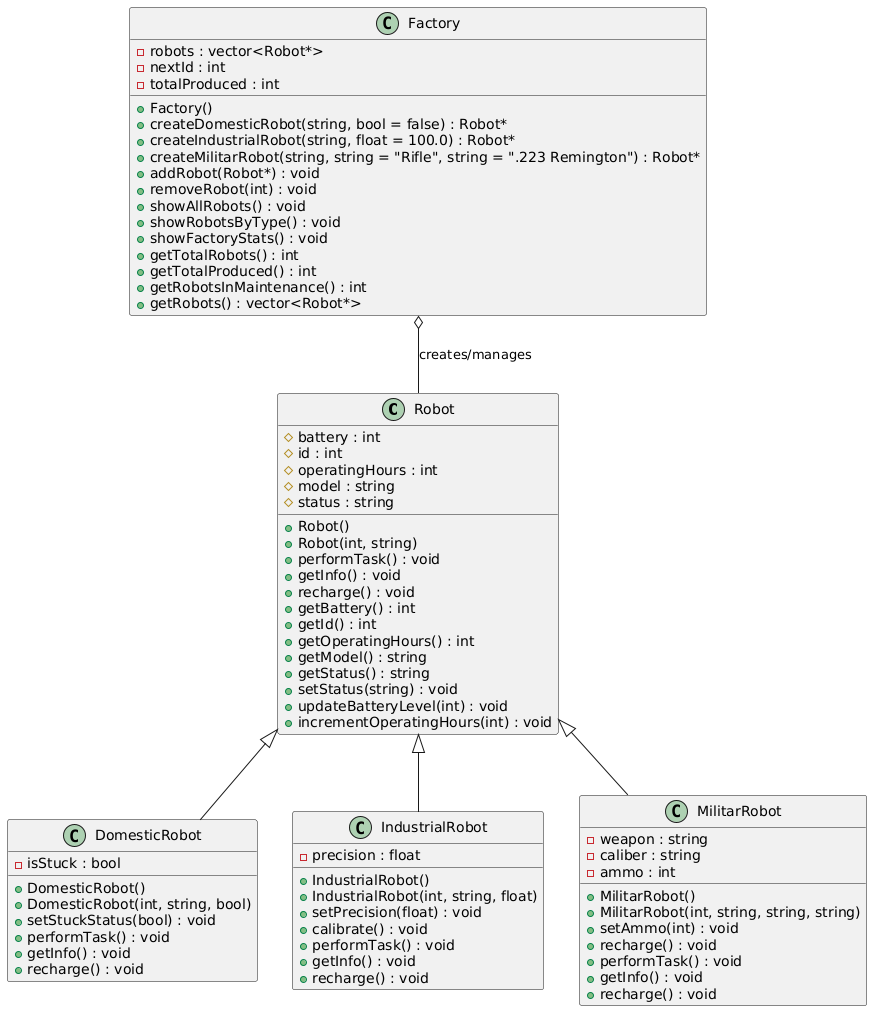 Factory
robots : vector<Robot*>
nextId : int
totalProduced : int
Factory()
createDomesticRobot(string, bool = false) : Robot*
createIndustrialRobot(string, float = 100.0) : Robot*
createMilitarRobot(string, string = "Rifle", string = ".223 Remington") : Robot*
addRobot(Robot*) : void
removeRobot(int) : void
showAllRobots() : void
showRobotsByType() : void
showFactoryStats() : void
getTotalRobots() : int
getTotalProduced() : int
getRobotsInMaintenance() : int
getRobots() : vector<Robot*>
creates/manages
Robot
battery : int
id : int
operatingHours : int
model : string
status : string
Robot()
Robot(int, string)
performTask() : void
getInfo() : void
recharge() : void
getBattery() : int
getId() : int
getOperatingHours() : int
getModel() : string
getStatus() : string
setStatus(string) : void
updateBatteryLevel(int) : void
incrementOperatingHours(int) : void
DomesticRobot
isStuck : bool
DomesticRobot()
DomesticRobot(int, string, bool)
setStuckStatus(bool) : void
performTask() : void
getInfo() : void
recharge() : void
IndustrialRobot
precision : float
IndustrialRobot()
IndustrialRobot(int, string, float)
setPrecision(float) : void
calibrate() : void
performTask() : void
getInfo() : void
recharge() : void
MilitarRobot
weapon : string
caliber : string
ammo : int
MilitarRobot()
MilitarRobot(int, string, string, string)
setAmmo(int) : void
recharge() : void
performTask() : void
getInfo() : void
recharge() : void